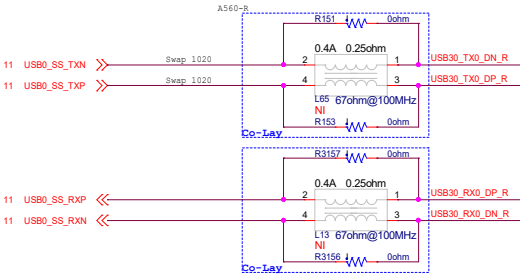 A560-R
R151 0ohm
0.4A 0.25ohm
11 USB0_SS_TXN Swap 1020 2 1 USB30_TX0_DN_R
11 USB0_SS_TXP Swap 1020 4 3 USB30_TX0_DP_R
L65 67ohm@100MHz
NI
R153 0ohm
Co-Lay
R3157 0ohm
0.4A 0.25ohm
11 USB0_SS_RXP 2 1 USB30_RX0_DP_R
11 USB0_SS_RXN 4 3 USB30_RX0_DN_R
L13 67ohm@100MHz
NI
R3156 0ohm
Co-Lay